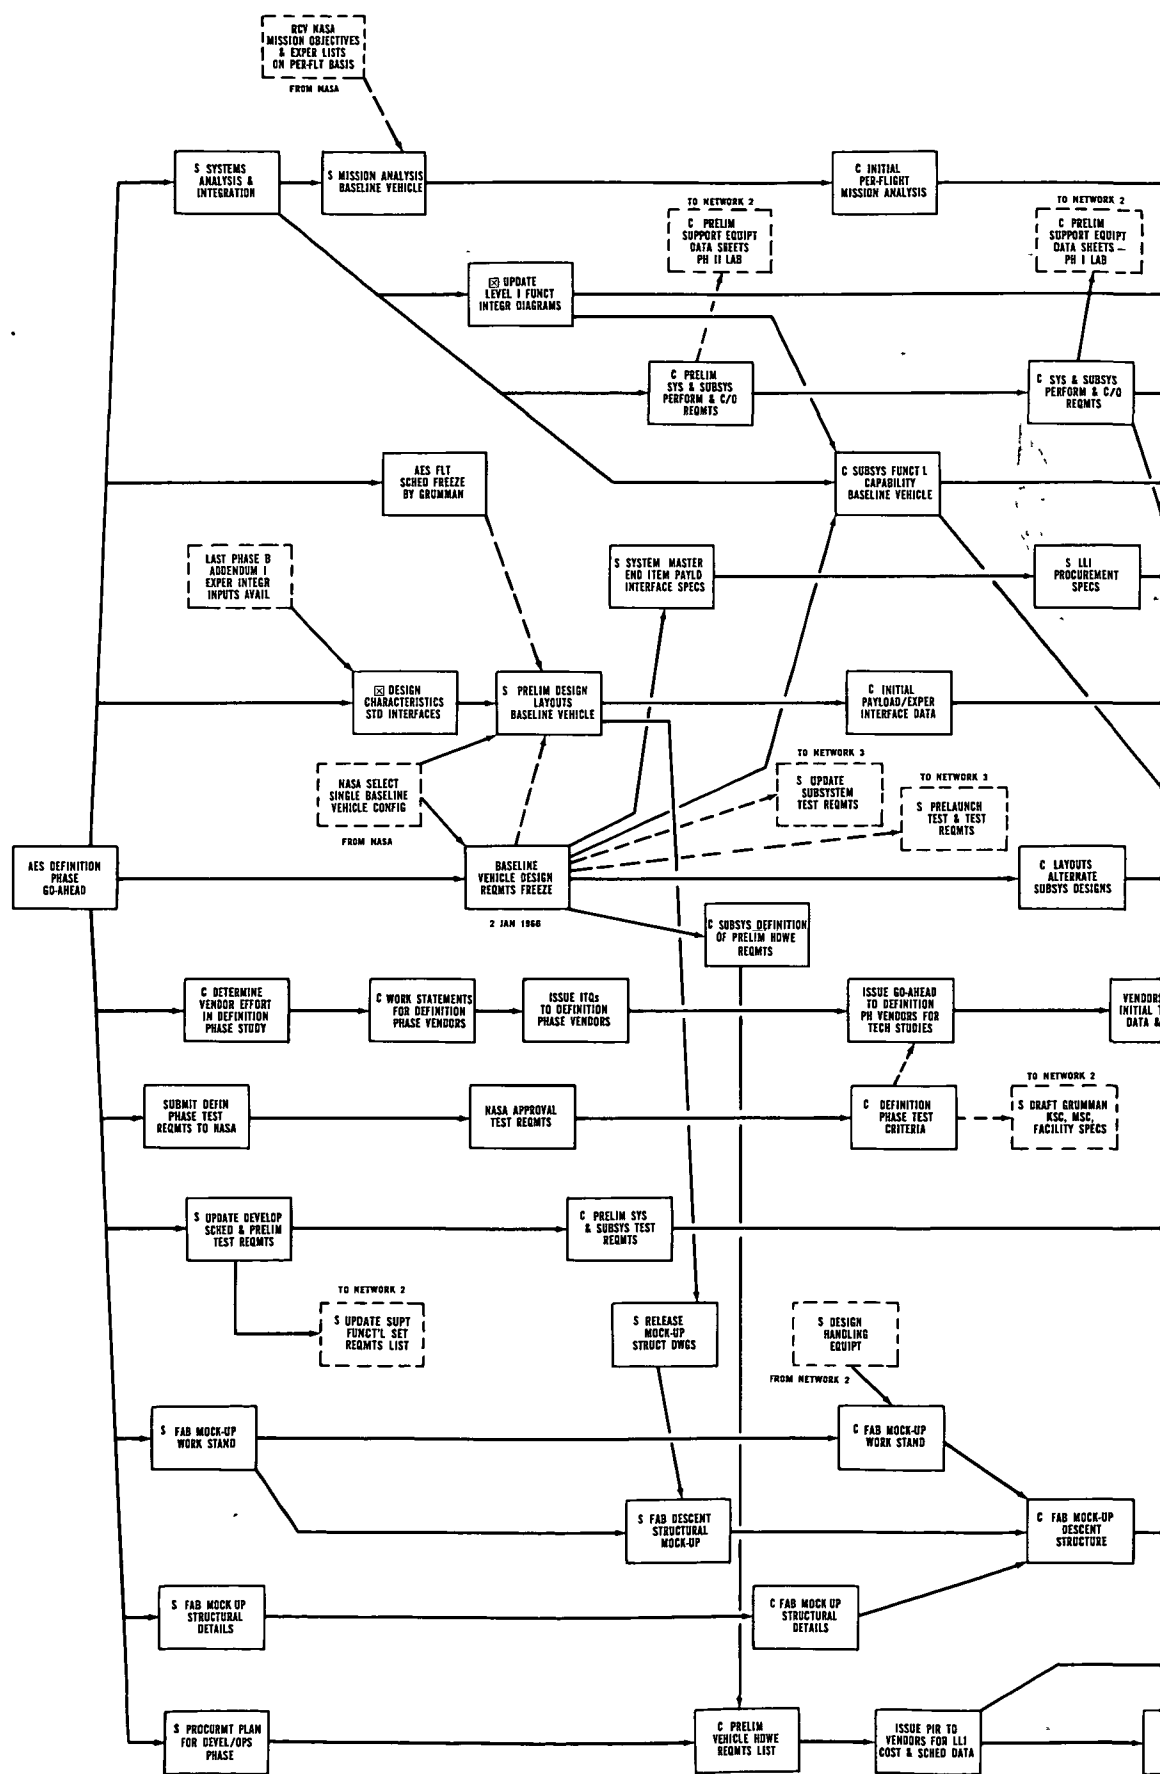 RCV NASA
MISSION OBJECTIVES
& EXPER LISTS
ON PER-FLT BASIS
FROM NASA
S SYSTEMS
ANALYSIS &
INTEGRATION
S MISSION ANALYSIS
BASELINE VEHICLE
C INITIAL
PER-FLIGHT
MISSION ANALYSIS
TO NETWORK 2
C PRELIM
SUPPORT EQUIPT
DATA SHEETS
PH II LAB
TO NETWORK 2
C PRELIM
SUPPORT EQUIPT
DATA SHEETS —
PH I LAB
☒ UPDATE
LEVEL I FUNCT
INTEGR DIAGRAMS
C PRELIM
SYS & SUBSYS
PERFORM & C/O
REQMTS
C SYS & SUBSYS
PERFORM & C/O
REQMTS
AES FLT
SCHED FREEZE
BY GRUMMAN
C SUBSYS FUNCT'L
CAPABILITY
BASELINE VEHICLE
LAST PHASE B
ADDENDUM I
EXPER INTEGR
INPUTS AVAIL
S SYSTEM MASTER
END ITEM PAYLD
INTERFACE SPECS
S LLI
PROCUREMENT
SPECS
☒ DESIGN
CHARACTERISTICS
STD INTERFACES
S PRELIM DESIGN
LAYOUTS
BASELINE VEHICLE
C INITIAL
PAYLOAD/EXPER
INTERFACE DATA
NASA SELECT
SINGLE BASELINE
VEHICLE CONFIG
FROM NASA
TO NETWORK 3
S UPDATE
SUBSYSTEM
TEST REQMTS
TO NETWORK 3
S PRELAUNCH
TEST & TEST
REQMTS
AES DEFINITION
PHASE
GO-AHEAD
BASELINE
VEHICLE DESIGN
REQMTS FREEZE
2 JAN 1966
C LAYOUTS
ALTERNATE
SUBSYS DESIGNS
C SUBSYS DEFINITION
OF PRELIM HDWE
REQMTS
C DETERMINE
VENDOR EFFORT
IN DEFINITION
PHASE STUDY
C WORK STATEMENTS
FOR DEFINITION
PHASE VENDORS
ISSUE ITQs
TO DEFINITION
PHASE VENDORS
ISSUE GO-AHEAD
TO DEFINITION
PH VENDORS FOR
TECH STUDIES
VENDORS
INITIAL T
DATA &
SUBMIT DEFIN
PHASE TEST
REQMTS TO NASA
NASA APPROVAL
TEST REQMTS
C DEFINITION
PHASE TEST
CRITERIA
TO NETWORK 2
S DRAFT GRUMMAN
KSC, MSC,
FACILITY SPECS
S UPDATE DEVELOP
SCHED & PRELIM
TEST REQMTS
C PRELIM SYS
& SUBSYS TEST
REQMTS
TO NETWORK 2
S UPDATE SUPT
FUNCT'L SET
REQMTS LIST
S RELEASE
MOCK-UP
STRUCT DWGS
S DESIGN
HANDLING
EQUIPT
FROM NETWORK 2
S FAB MOCK-UP
WORK STAND
C FAB MOCK-UP
WORK STAND
S FAB DESCENT
STRUCTURAL
MOCK-UP
C FAB MOCK-UP
DESCENT
STRUCTURE
S FAB MOCK UP
STRUCTURAL
DETAILS
C FAB MOCK UP
STRUCTURAL
DETAILS
S PROCURMT PLAN
FOR DEVEL/OPS
PHASE
C PRELIM
VEHICLE HDWE
REQMTS LIST
ISSUE PIR TO
VENDORS FOR LLI
COST & SCHED DATA